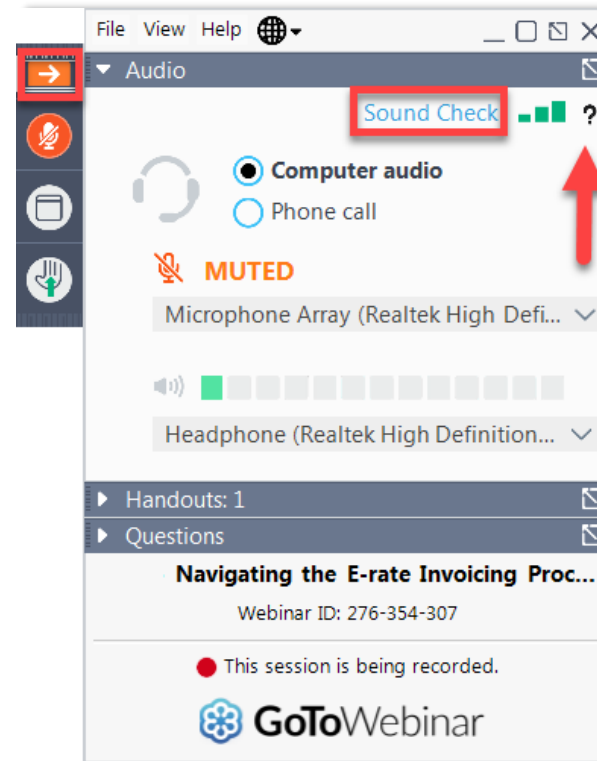 File View Help
Audio
Sound Check ?
Computer audio
Phone call
MUTED
Microphone Array (Realtek High Defi...
Headphone (Realtek High Definition...
Handouts: 1
Questions
Navigating the E-rate Invoicing Proc...
Webinar ID: 276-354-307
This session is being recorded.
GoToWebinar